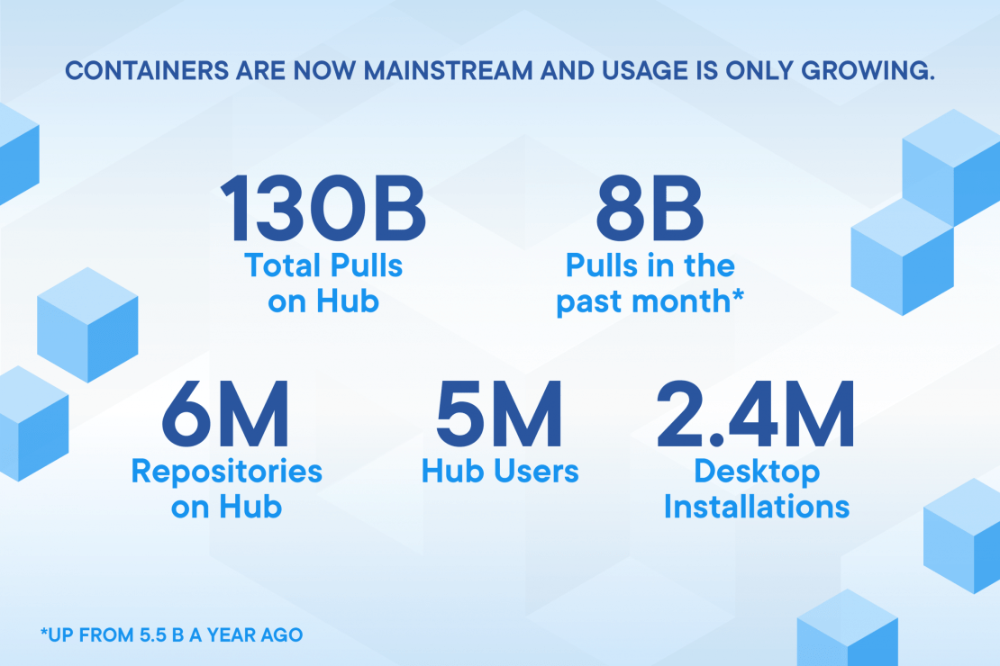 CONTAINERS ARE NOW MAINSTREAM AND USAGE IS ONLY GROWING.
130B
Total Pulls
on Hub
8B
Pulls in the
past month*
6M
Repositories
on Hub
5M
Hub Users
2.4M
Desktop
Installations
*UP FROM 5.5 B A YEAR AGO